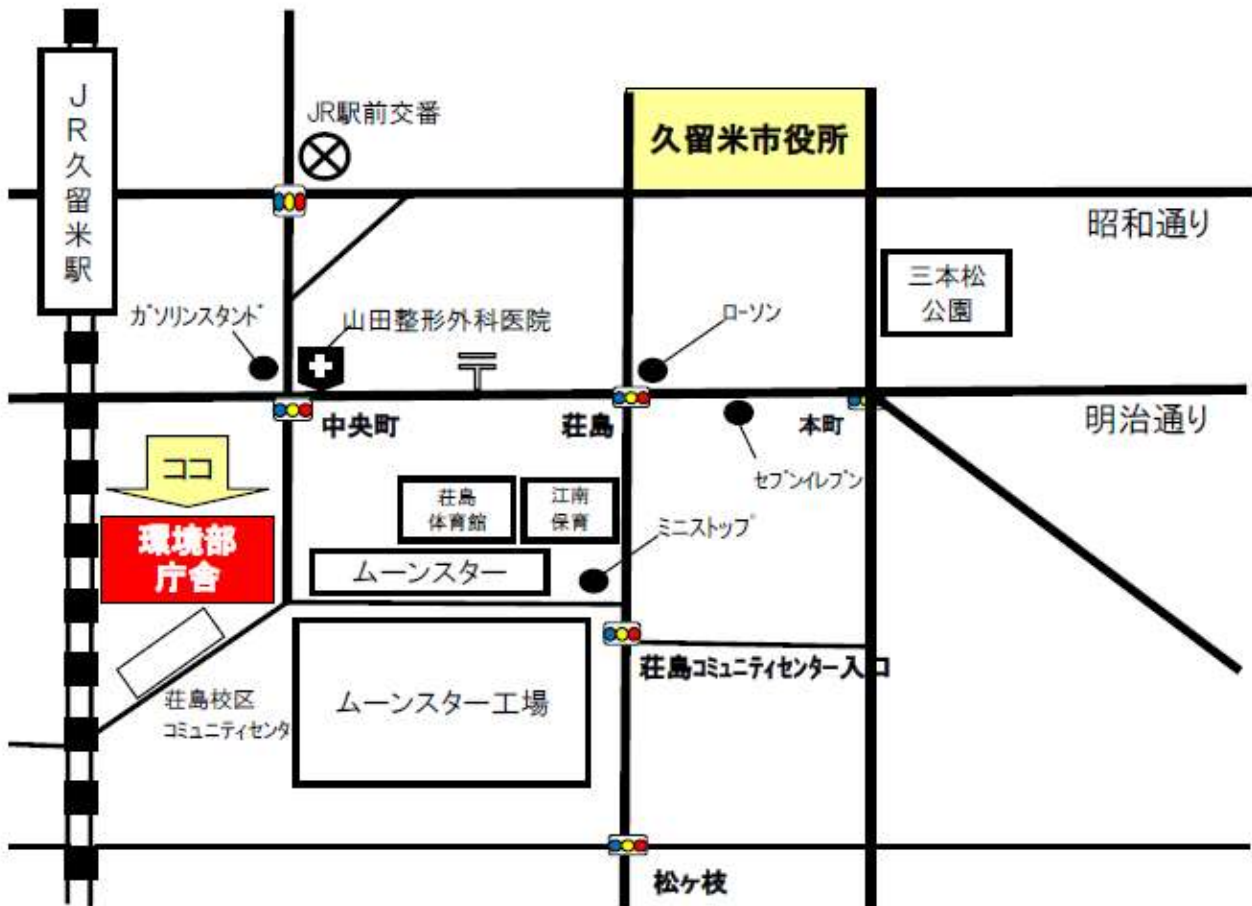 JR久留米駅
JR駅前交番
久留米市役所
昭和通り
三本松
公園
ガソリンスタンド
山田整形外科医院
ローソン
中央町
荘島
本町
明治通り
ココ
セブンイレブン
荘島
体育館
江南
保育
ミニストップ
環境部
庁舎
ムーンスター
荘島コミュニティセンター入口
荘島校区
コミュニティセンタ
ムーンスター工場
松ヶ枝